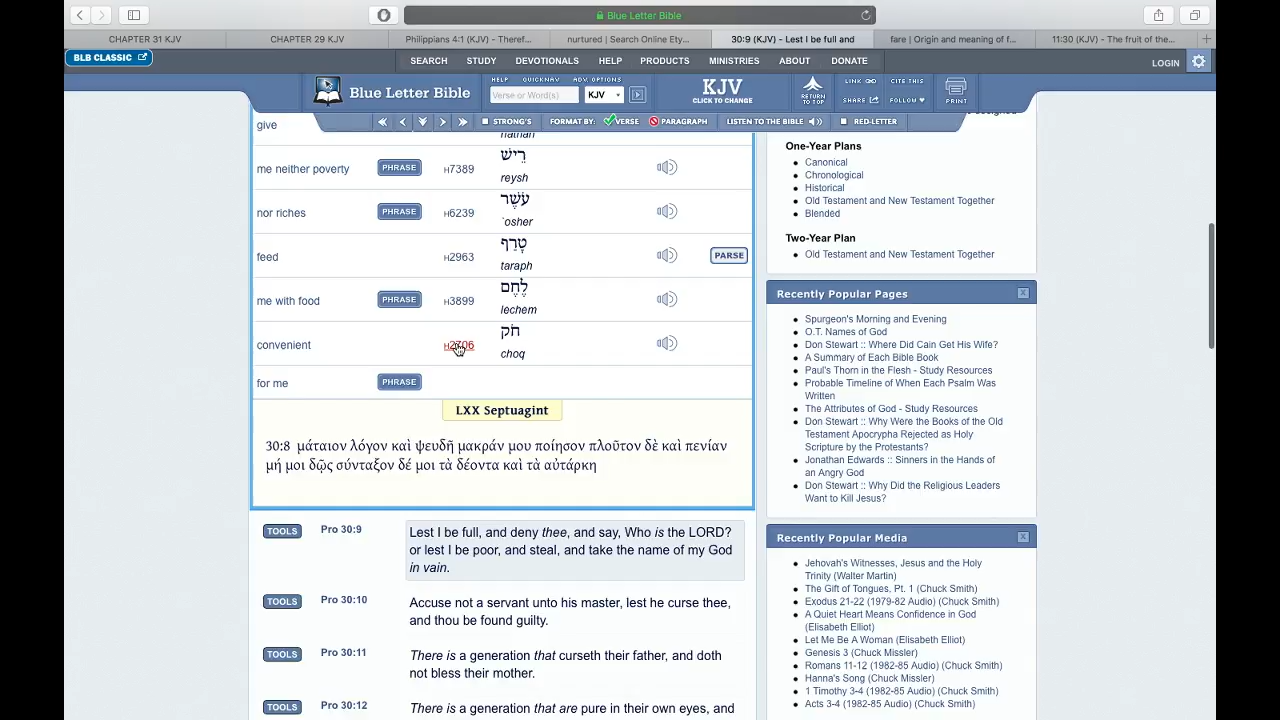 Blue Letter Bible
CHAPTER 31 KJV
CHAPTER 29 KJV
Philippians 4:1 (KJV) - Theref...
nurtured | Search Online Ety...
30:9 (KJV) - Lest I be full and
fare | Origin and meaning of f...
11:30 (KJV) - The fruit of the...
BLB CLASSIC
SEARCH STUDY DEVOTIONALS HELP PRODUCTS MINISTRIES ABOUT DONATE
LOGIN
Blue Letter Bible
HELP QUICKNAV ADV. OPTIONS
Verse or Word(s) KJV
KJV
CLICK TO CHANGE
RETURN TO TOP
LINK CITE THIS
SHARE FOLLOW
PRINT
STRONG'S FORMAT BY: VERSE PARAGRAPH LISTEN TO THE BIBLE RED-LETTER
give
nathan
me neither poverty PHRASE H7389 רֵישׁ
reysh
nor riches PHRASE H6239 עֹשֶׁר
`osher
feed H2963 טָרַף PARSE
taraph
me with food PHRASE H3899 לֶחֶם
lechem
convenient H2706 חֹק
choq
for me PHRASE
LXX Septuagint
30:8 μάταιον λόγον καὶ ψευδῆ μακράν μου ποίησον πλοῦτον δὲ καὶ πενίαν
μή μοι δῷς σύνταξον δέ μοι τὰ δέοντα καὶ τὰ αὐτάρκη
TOOLS Pro 30:9 Lest I be full, and deny thee, and say, Who is the LORD?
or lest I be poor, and steal, and take the name of my God
in vain.
TOOLS Pro 30:10 Accuse not a servant unto his master, lest he curse thee,
and thou be found guilty.
TOOLS Pro 30:11 There is a generation that curseth their father, and doth
not bless their mother.
TOOLS Pro 30:12 There is a generation that are pure in their own eyes, and
One-Year Plans
Canonical
Chronological
Historical
Old Testament and New Testament Together
Blended
Two-Year Plan
Old Testament and New Testament Together
Recently Popular Pages
Spurgeon's Morning and Evening
O.T. Names of God
Don Stewart :: Where Did Cain Get His Wife?
A Summary of Each Bible Book
Paul's Thorn in the Flesh - Study Resources
Probable Timeline of When Each Psalm Was
Written
The Attributes of God - Study Resources
Don Stewart :: Why Were the Books of the Old
Testament Apocrypha Rejected as Holy
Scripture by the Protestants?
Jonathan Edwards :: Sinners in the Hands of
an Angry God
Don Stewart :: Why Did the Religious Leaders
Want to Kill Jesus?
Recently Popular Media
Jehovah's Witnesses, Jesus and the Holy
Trinity (Walter Martin)
The Gift of Tongues, Pt. 1 (Chuck Smith)
Exodus 21-22 (1979-82 Audio) (Chuck Smith)
A Quiet Heart Means Confidence in God
(Elisabeth Elliot)
Let Me Be A Woman (Elisabeth Elliot)
Genesis 3 (Chuck Missler)
Romans 11-12 (1982-85 Audio) (Chuck Smith)
Hanna's Song (Chuck Missler)
1 Timothy 3-4 (1982-85 Audio) (Chuck Smith)
Acts 3-4 (1982-85 Audio) (Chuck Smith)